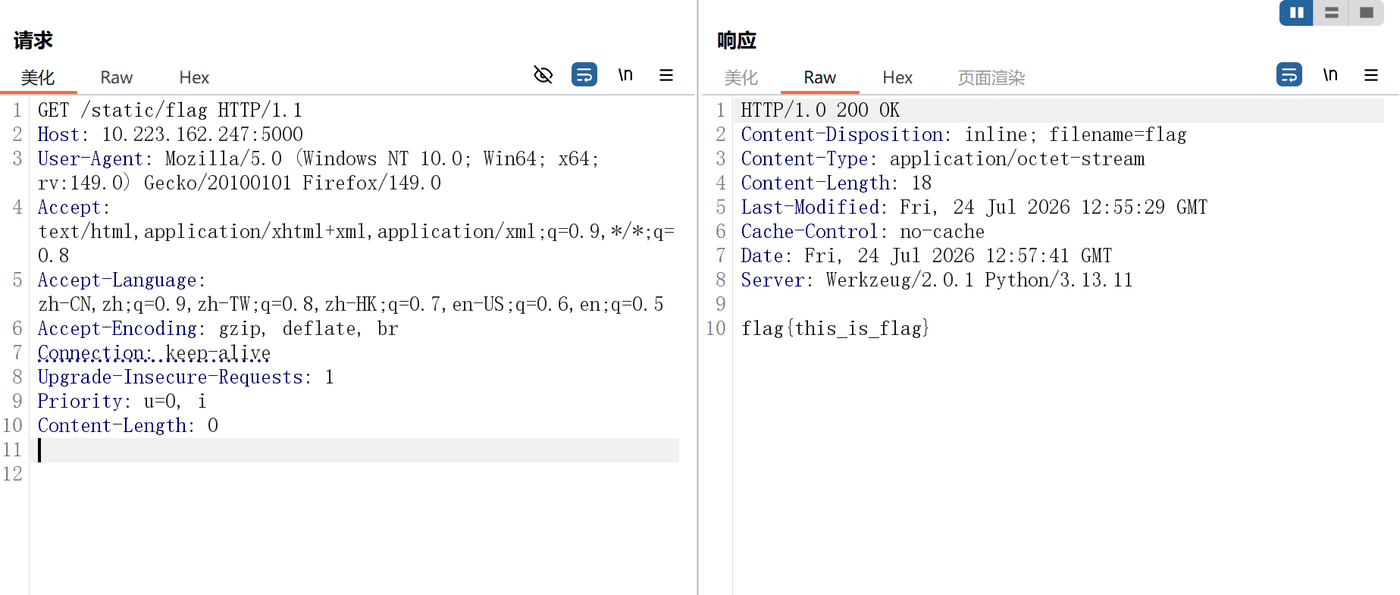 请求
美化 Raw Hex \n
1 GET /static/flag HTTP/1.1
2 Host: 10.223.162.247:5000
3 User-Agent: Mozilla/5.0 (Windows NT 10.0; Win64; x64;
rv:149.0) Gecko/20100101 Firefox/149.0
4 Accept:
text/html,application/xhtml+xml,application/xml;q=0.9,*/*;q=
0.8
5 Accept-Language:
zh-CN,zh;q=0.9,zh-TW;q=0.8,zh-HK;q=0.7,en-US;q=0.6,en;q=0.5
6 Accept-Encoding: gzip, deflate, br
7 Connection: keep-alive
8 Upgrade-Insecure-Requests: 1
9 Priority: u=0, i
10 Content-Length: 0
11
12
响应
美化 Raw Hex 页面渲染 \n
1 HTTP/1.0 200 OK
2 Content-Disposition: inline; filename=flag
3 Content-Type: application/octet-stream
4 Content-Length: 18
5 Last-Modified: Fri, 24 Jul 2026 12:55:29 GMT
6 Cache-Control: no-cache
7 Date: Fri, 24 Jul 2026 12:57:41 GMT
8 Server: Werkzeug/2.0.1 Python/3.13.11
9
10 flag{this_is_flag}